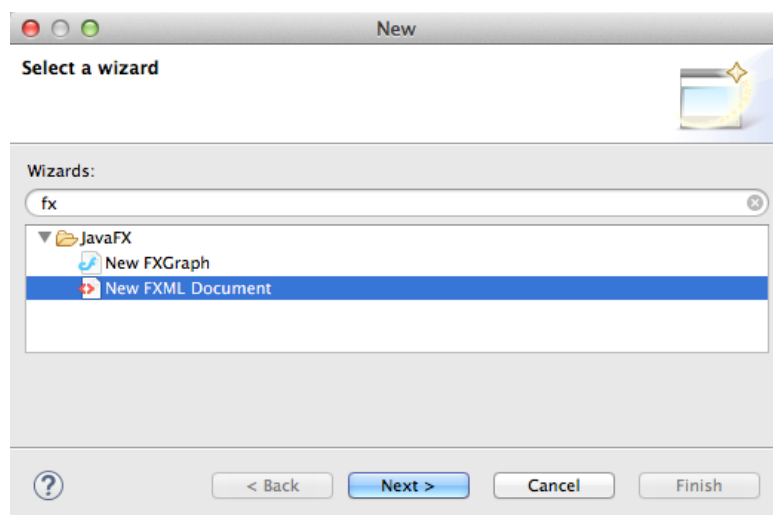 New
Select a wizard
Wizards:
fx
JavaFX
New FXGraph
New FXML Document
? < Back Next > Cancel Finish